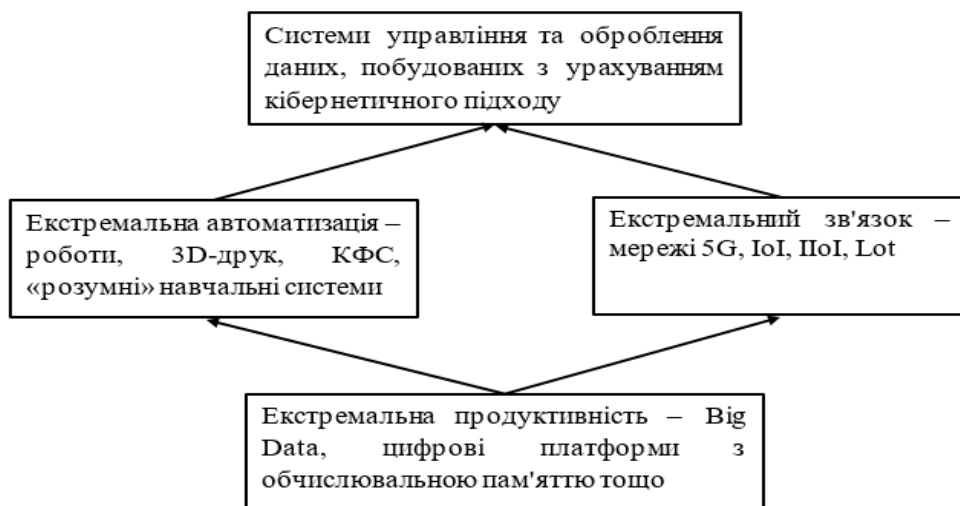 Системи управління та оброблення
даних, побудованих з урахуванням
кібернетичного підходу
Екстремальна автоматизація –
роботи, 3D-друк, КФС,
«розумні» навчальні системи
Екстремальний зв'язок –
мережі 5G, IoI, IIoI, Lot
Екстремальна продуктивність – Big
Data, цифрові платформи з
обчислювальною пам'яттю тощо